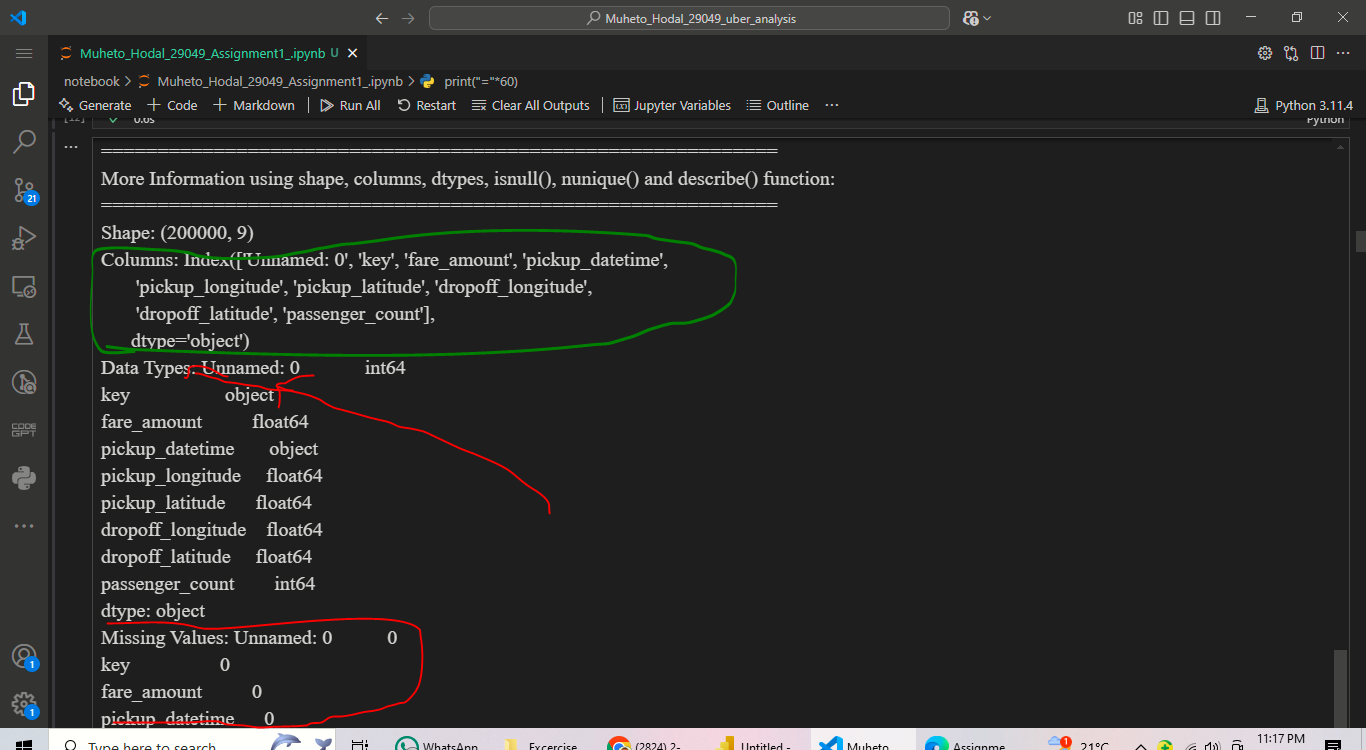 Muheto_Hodal_29049_uber_analysis
Muheto_Hodal_29049_Assignment1_.ipynb U
notebook > Muheto_Hodal_29049_Assignment1_.ipynb > print("="*60)
Generate + Code + Markdown Run All Restart Clear All Outputs Jupyter Variables Outline ... Python 3.11.4
[12] 0.0s Python
============================================================
More Information using shape, columns, dtypes, isnull(), nunique() and describe() function:
============================================================
Shape: (200000, 9)
Columns: Index(['Unnamed: 0', 'key', 'fare_amount', 'pickup_datetime',
'pickup_longitude', 'pickup_latitude', 'dropoff_longitude',
'dropoff_latitude', 'passenger_count'],
dtype='object')
Data Types: Unnamed: 0 int64
key object
fare_amount float64
pickup_datetime object
pickup_longitude float64
pickup_latitude float64
dropoff_longitude float64
dropoff_latitude float64
passenger_count int64
dtype: object
Missing Values: Unnamed: 0 0
key 0
fare_amount 0
pickup_datetime 0
21
CODE
GPT
1
1
Type here to search WhatsApp Excercise (2824) 2- Untitled - Muheto Assignme 1 21°C 11:17 PM